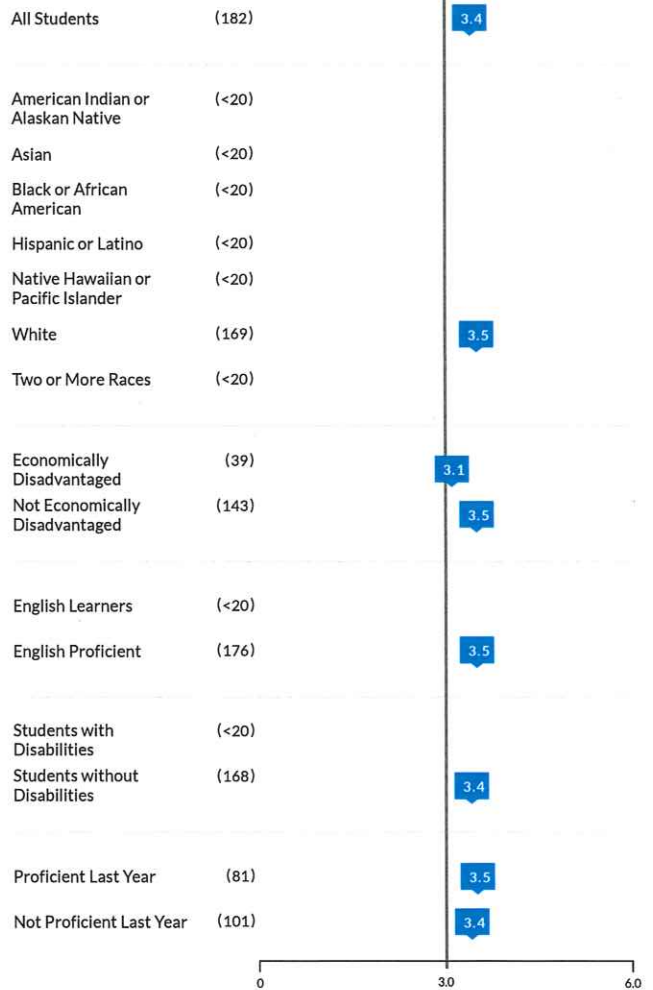 All Students (182) 3.4
American Indian or (<20)
Alaskan Native
Asian (<20)
Black or African (<20)
American
Hispanic or Latino (<20)
Native Hawaiian or (<20)
Pacific Islander
White (169) 3.5
Two or More Races (<20)
Economically (39) 3.1
Disadvantaged
Not Economically (143) 3.5
Disadvantaged
English Learners (<20)
English Proficient (176) 3.5
Students with (<20)
Disabilities
Students without (168) 3.4
Disabilities
Proficient Last Year (81) 3.5
Not Proficient Last Year (101) 3.4
0 3.0 6.0